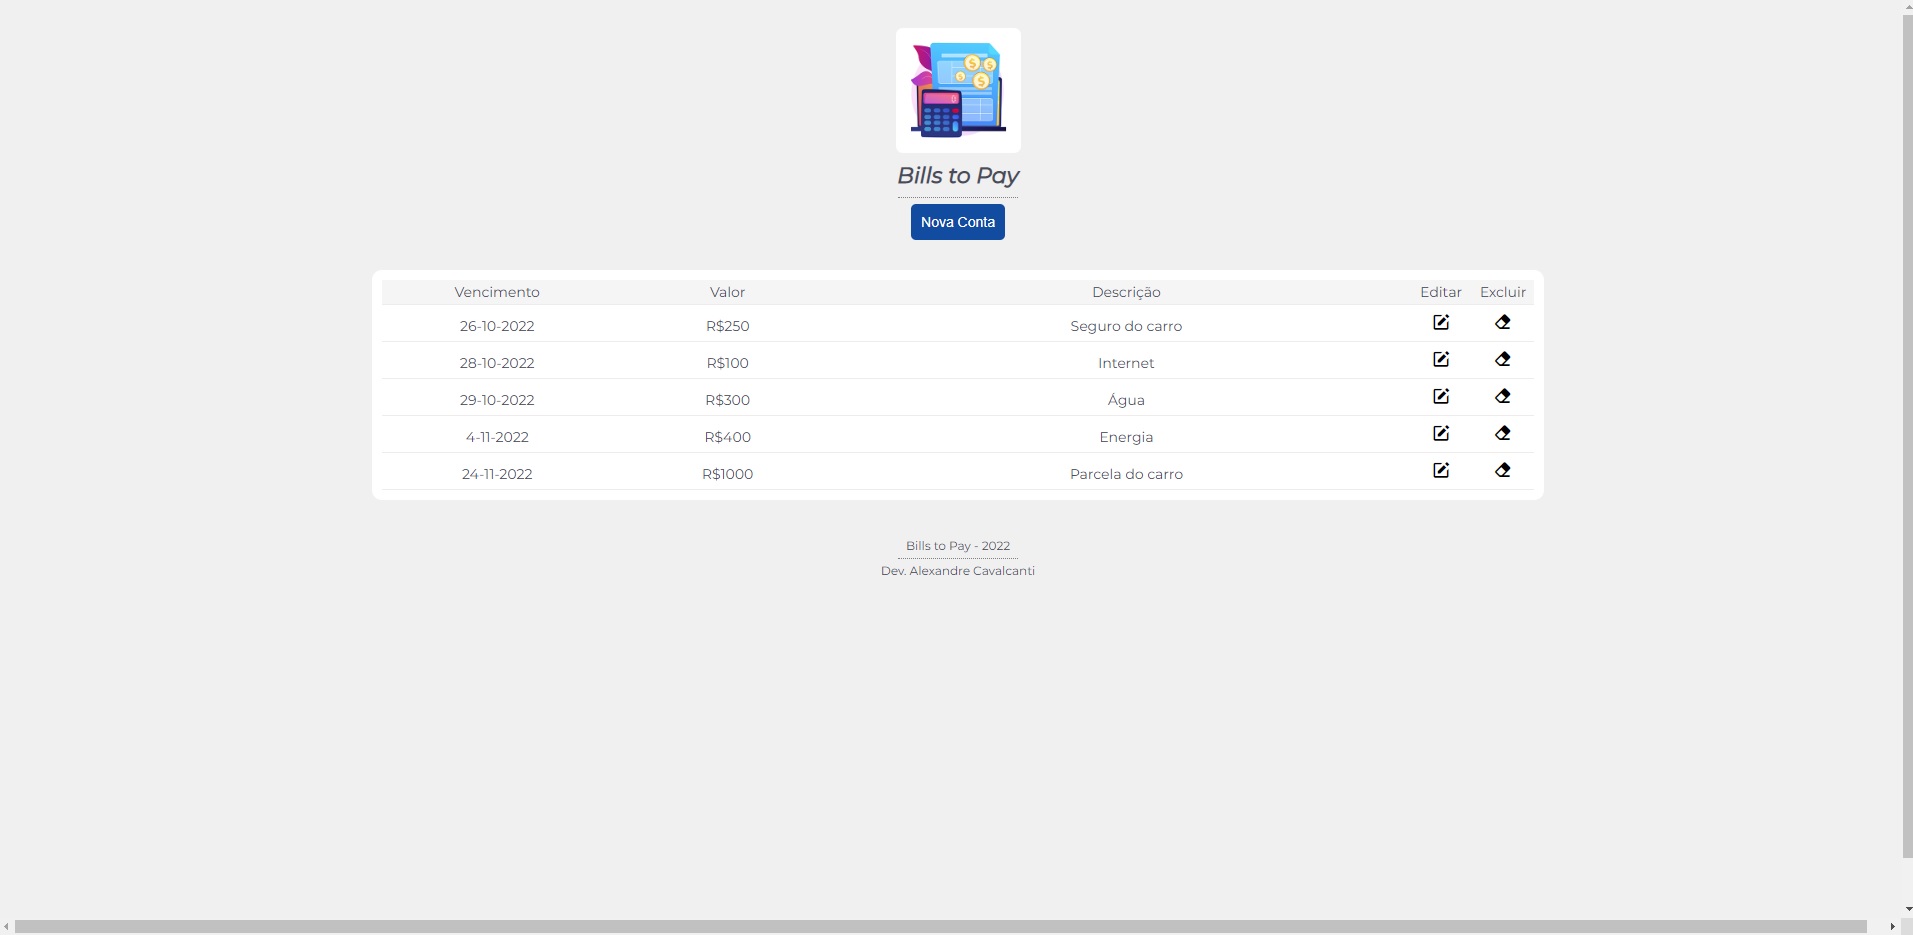 Bills to Pay
Nova Conta
Vencimento Valor Descrição Editar Excluir
26-10-2022 R$250 Seguro do carro
28-10-2022 R$100 Internet
29-10-2022 R$300 Água
4-11-2022 R$400 Energia
24-11-2022 R$1000 Parcela do carro
Bills to Pay - 2022
Dev. Alexandre Cavalcanti